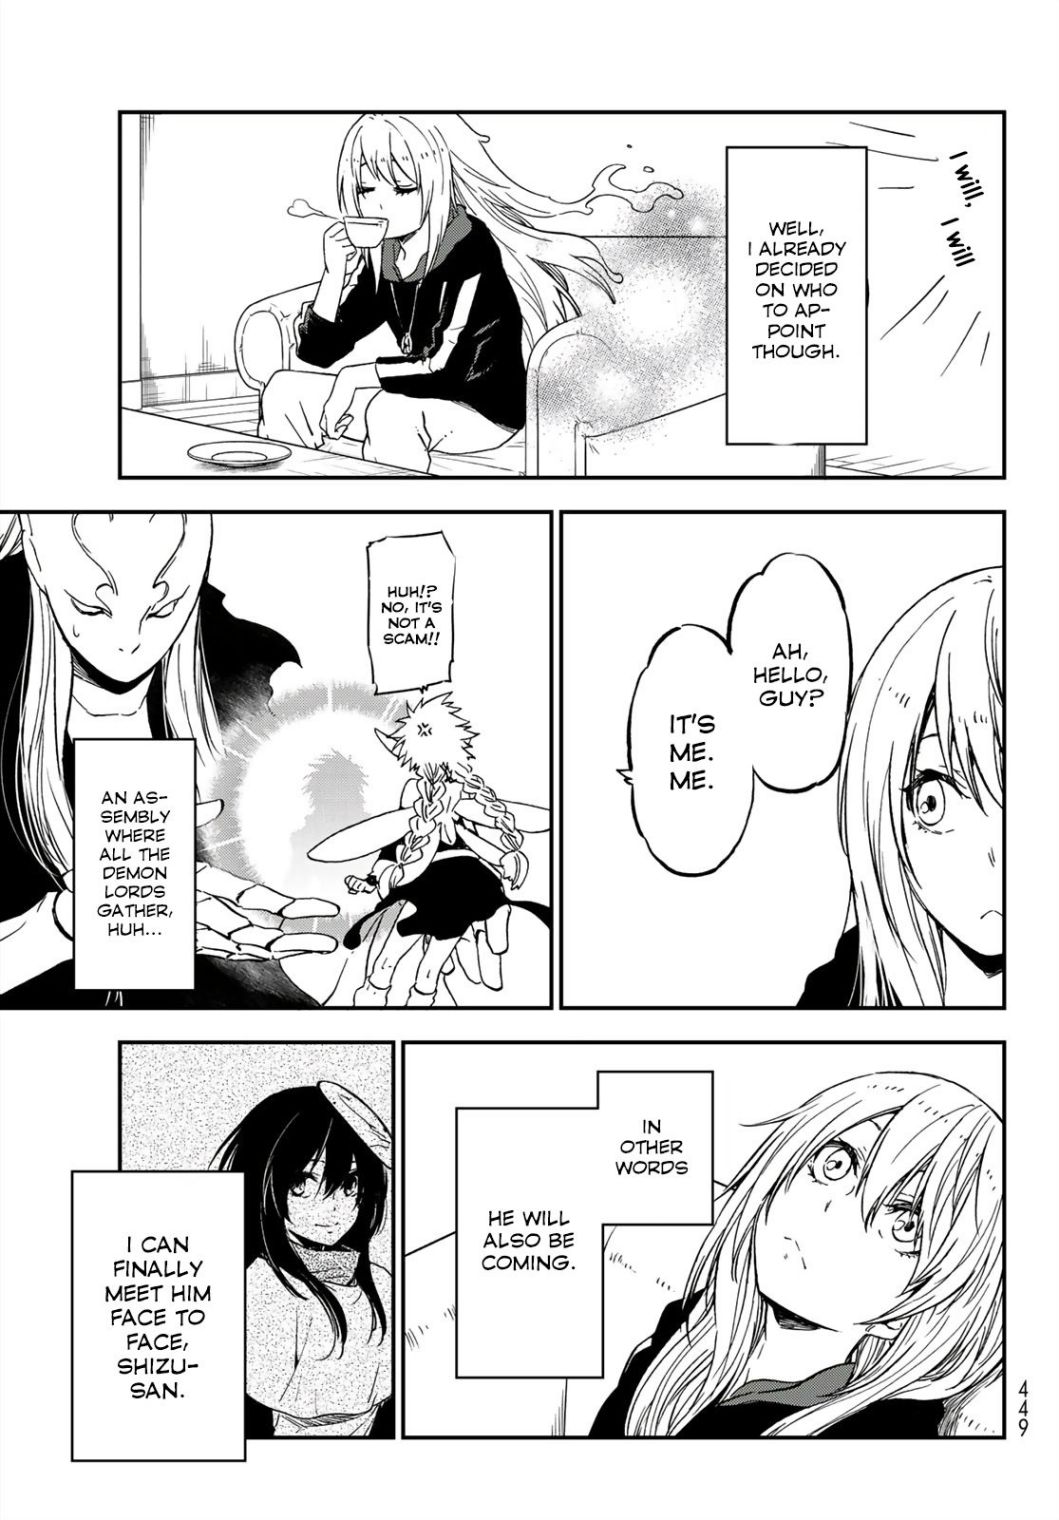 I will,
I will
WELL,
I ALREADY
DECIDED
ON WHO
TO AP-
POINT
THOUGH.
AH,
HELLO,
GUY?
IT'S
ME.
ME.
HUH!?
NO, IT'S
NOT A
SCAM!!
AN AS-
SEMBLY
WHERE
ALL THE
DEMON
LORDS
GATHER,
HUH...
IN
OTHER
WORDS
HE WILL
ALSO BE
COMING.
I CAN
FINALLY
MEET HIM
FACE TO
FACE,
SHIZU-
SAN.
449